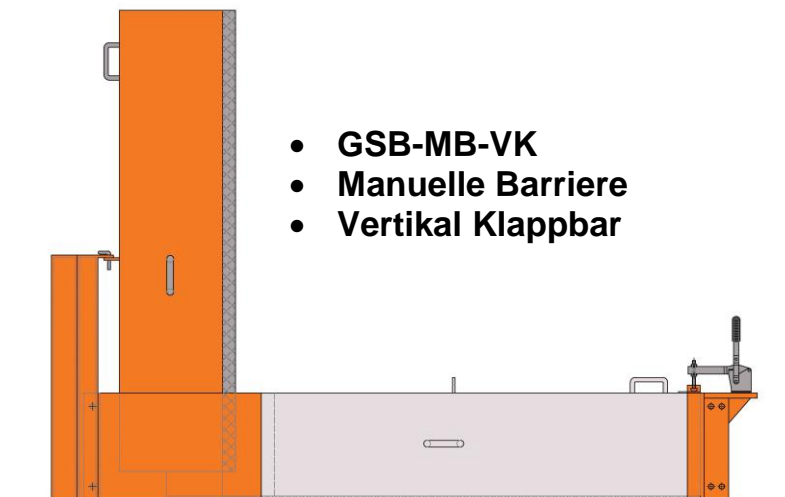 • GSB-MB-VK
• Manuelle Barriere
• Vertikal Klappbar